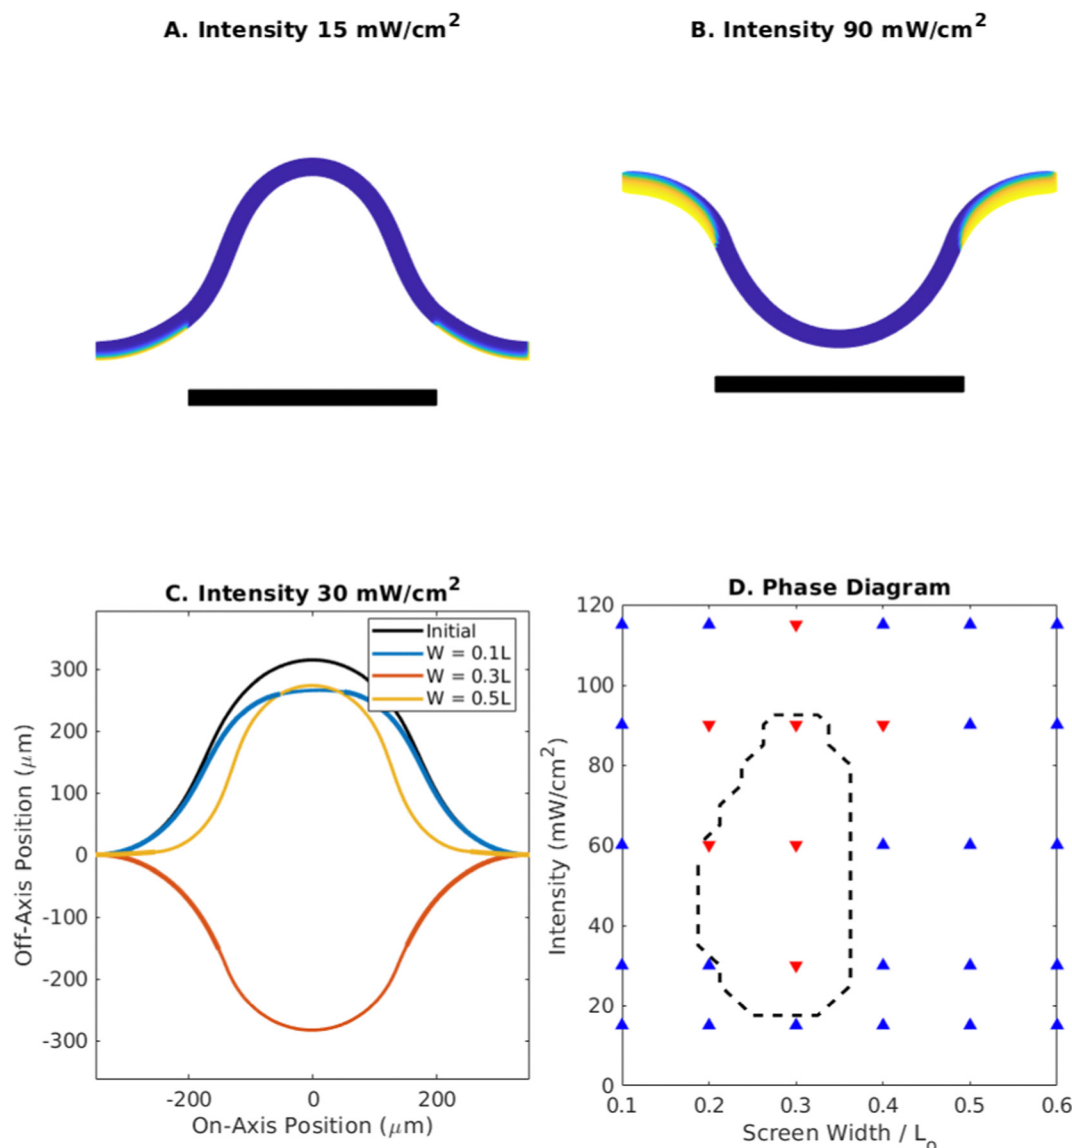 A. Intensity 15 mW/cm²
B. Intensity 90 mW/cm²
C. Intensity 30 mW/cm²
Initial
W = 0.1L
W = 0.3L
W = 0.5L
300
200
100
0
-100
-200
-300
Off-Axis Position (μm)
-200
0
200
On-Axis Position (μm)
D. Phase Diagram
120
100
80
60
40
20
0
Intensity (mW/cm²)
0.1
0.2
0.3
0.4
0.5
0.6
Screen Width / Lₒ